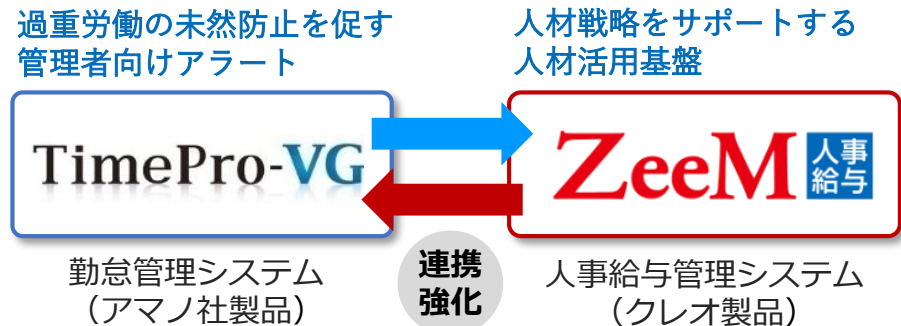 過重労働の未然防止を促す
管理者向けアラート
人材戦略をサポートする
人材活用基盤
TimePro-VG
ZeeM 人事
給与
勤怠管理システム
（アマノ社製品）
連携
強化
人事給与管理システム
（クレオ製品）